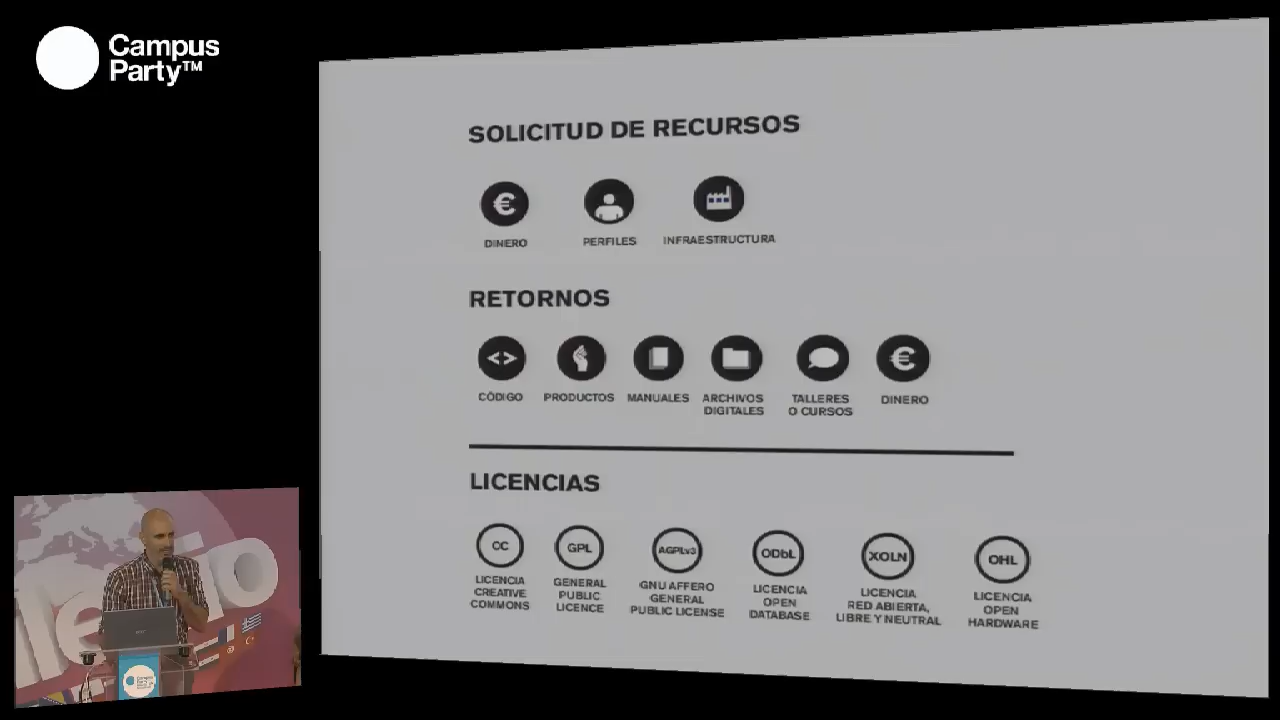 Campus
Party™
SOLICITUD DE RECURSOS
€
DINERO
PERFILES
INFRAESTRUCTURA
RETORNOS
<>
CÓDIGO
PRODUCTOS
MANUALES
ARCHIVOS
DIGITALES
TALLERES
O CURSOS
€
DINERO
LICENCIAS
CC
LICENCIA
CREATIVE
COMMONS
GPL
GENERAL
PUBLIC
LICENCE
AGPLv3
GNU AFFERO
GENERAL
PUBLIC LICENSE
ODbL
LICENCIA
OPEN
DATABASE
XOLN
LICENCIA
RED ABIERTA,
LIBRE Y NEUTRAL
OHL
LICENCIA
OPEN
HARDWARE
Campus
Party